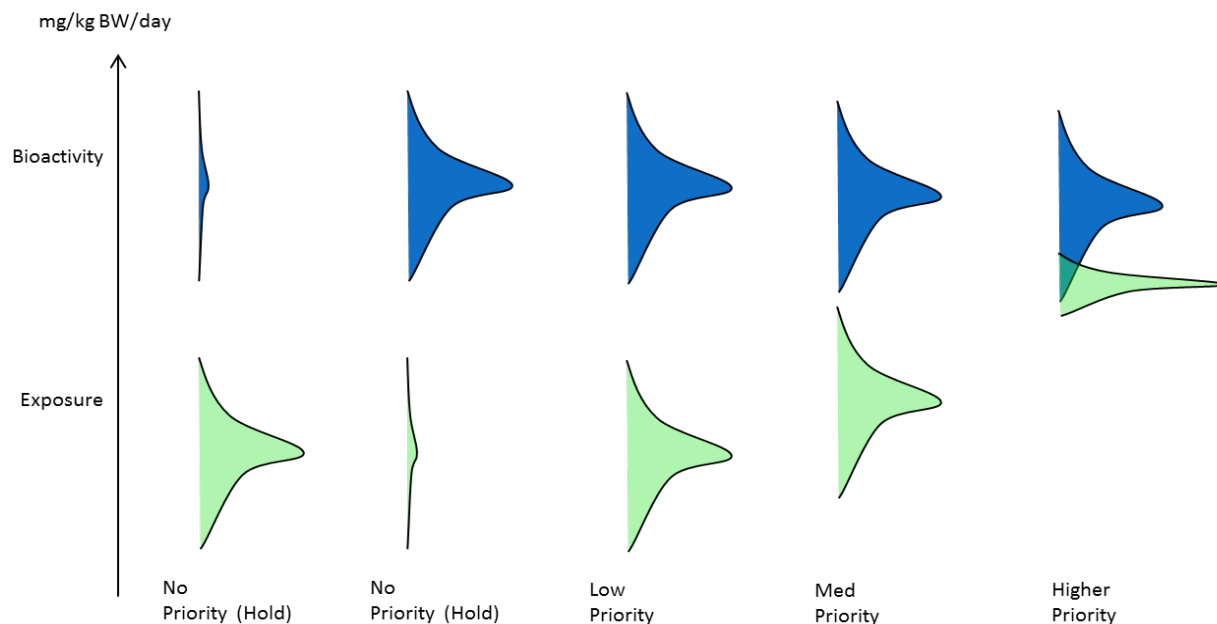 mg/kg BW/day
Bioactivity
Exposure
No
Priority (Hold)
No
Priority (Hold)
Low
Priority
Med
Priority
Higher
Priority